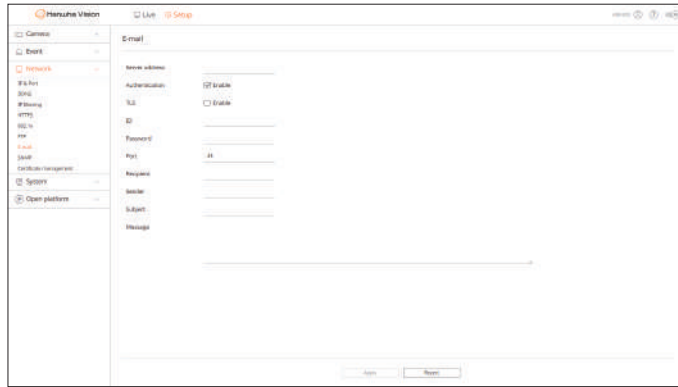 Hanwha Vision
Live
Setup
Camera
Event
Network
IP & Port
DDNS
IP filtering
HTTPS
802.1x
FTP
E-mail
SNMP
Certificate management
System
Open platform
E-mail
Server address
Authentication
Enable
TLS
Enable
ID
Password
Port
Recipient
Sender
Subject
Message
Apply
Reset